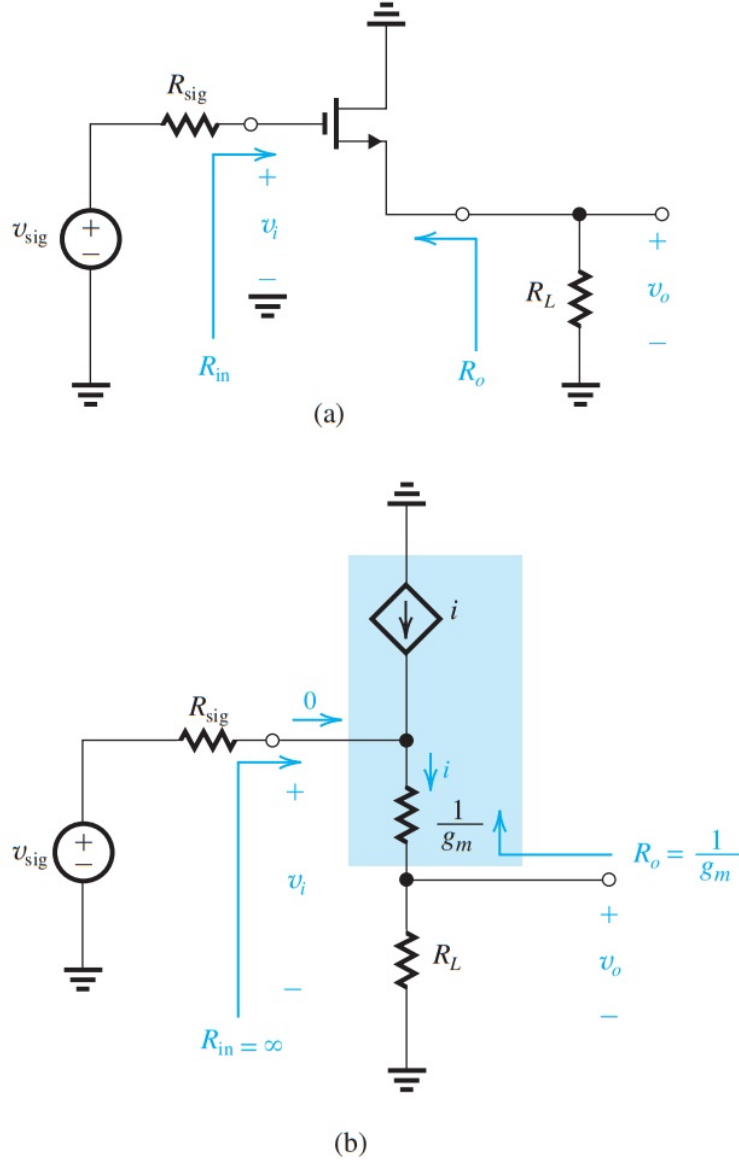 R_sig
v_sig
+
−
+
v_i
−
R_in
R_o
R_L
+
v_o
−
(a)
i
0
R_sig
i
+
1/g_m
R_o = 1/g_m
v_sig
+
−
v_i
−
R_L
+
v_o
−
R_in = ∞
(b)